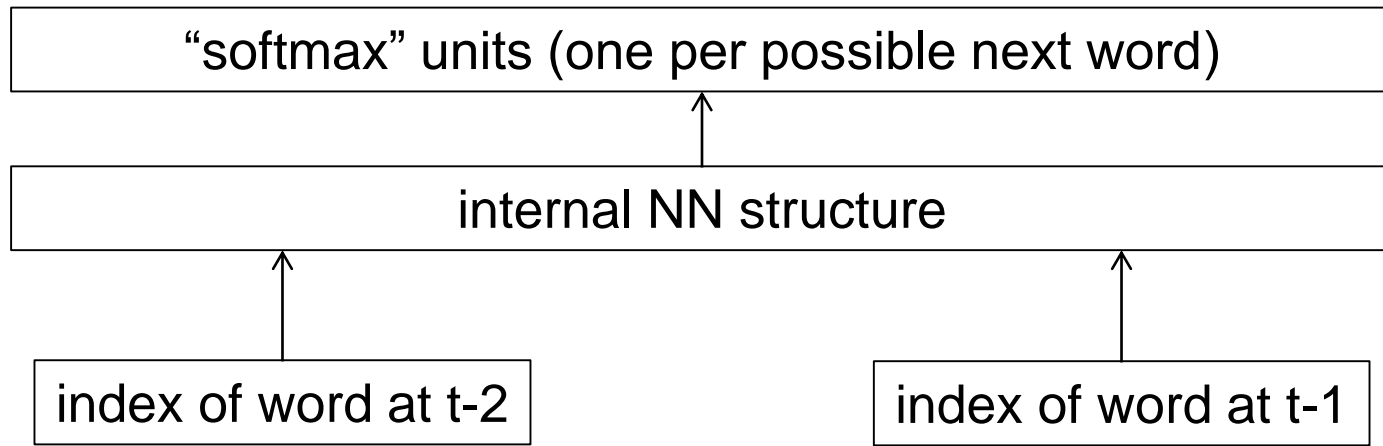 “softmax” units (one per possible next word)
internal NN structure
index of word at t-2
index of word at t-1